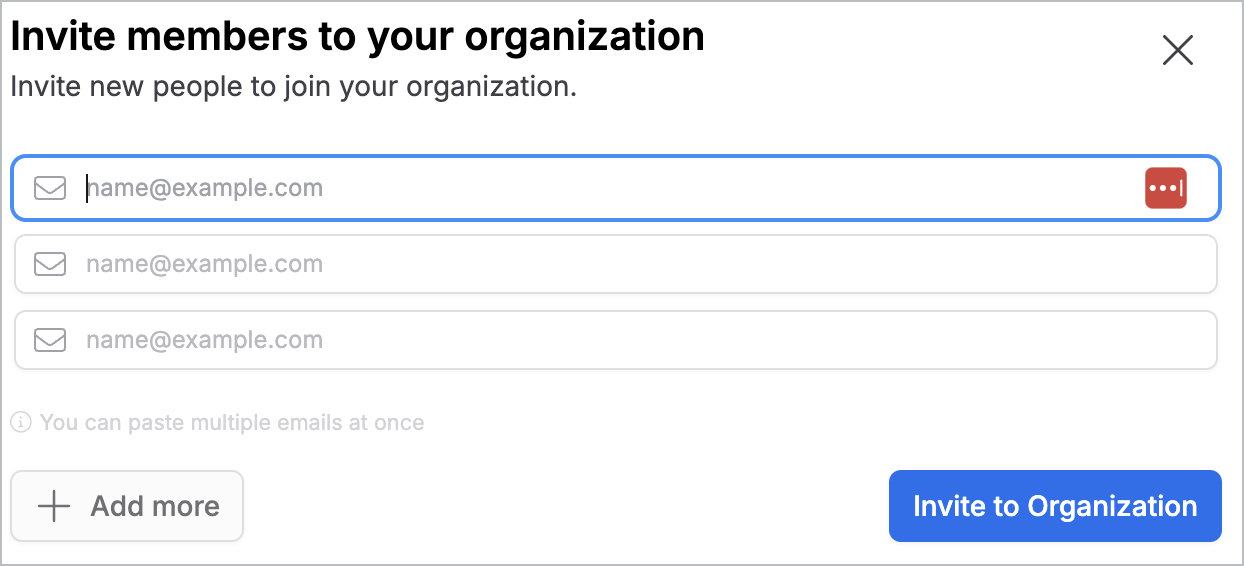 Invite members to your organization
Invite new people to join your organization.
name@example.com
name@example.com
name@example.com
You can paste multiple emails at once
Add more
Invite to Organization